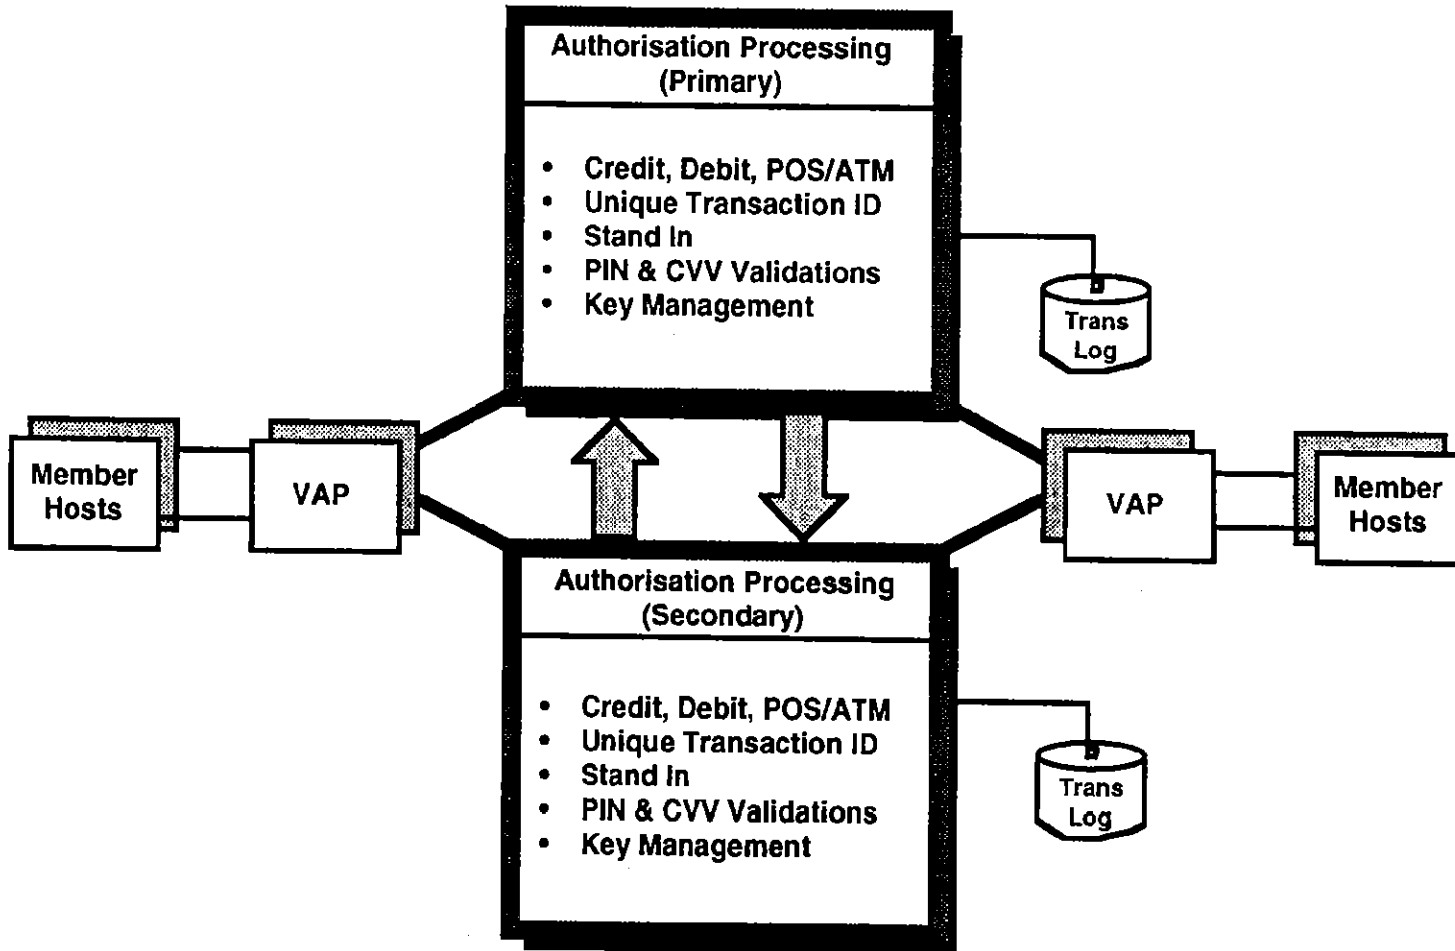 Authorisation Processing
(Primary)
• Credit, Debit, POS/ATM
• Unique Transaction ID
• Stand In
• PIN & CVV Validations
• Key Management
Trans
Log
Member
Hosts
VAP
VAP
Member
Hosts
Authorisation Processing
(Secondary)
• Credit, Debit, POS/ATM
• Unique Transaction ID
• Stand In
• PIN & CVV Validations
• Key Management
Trans
Log